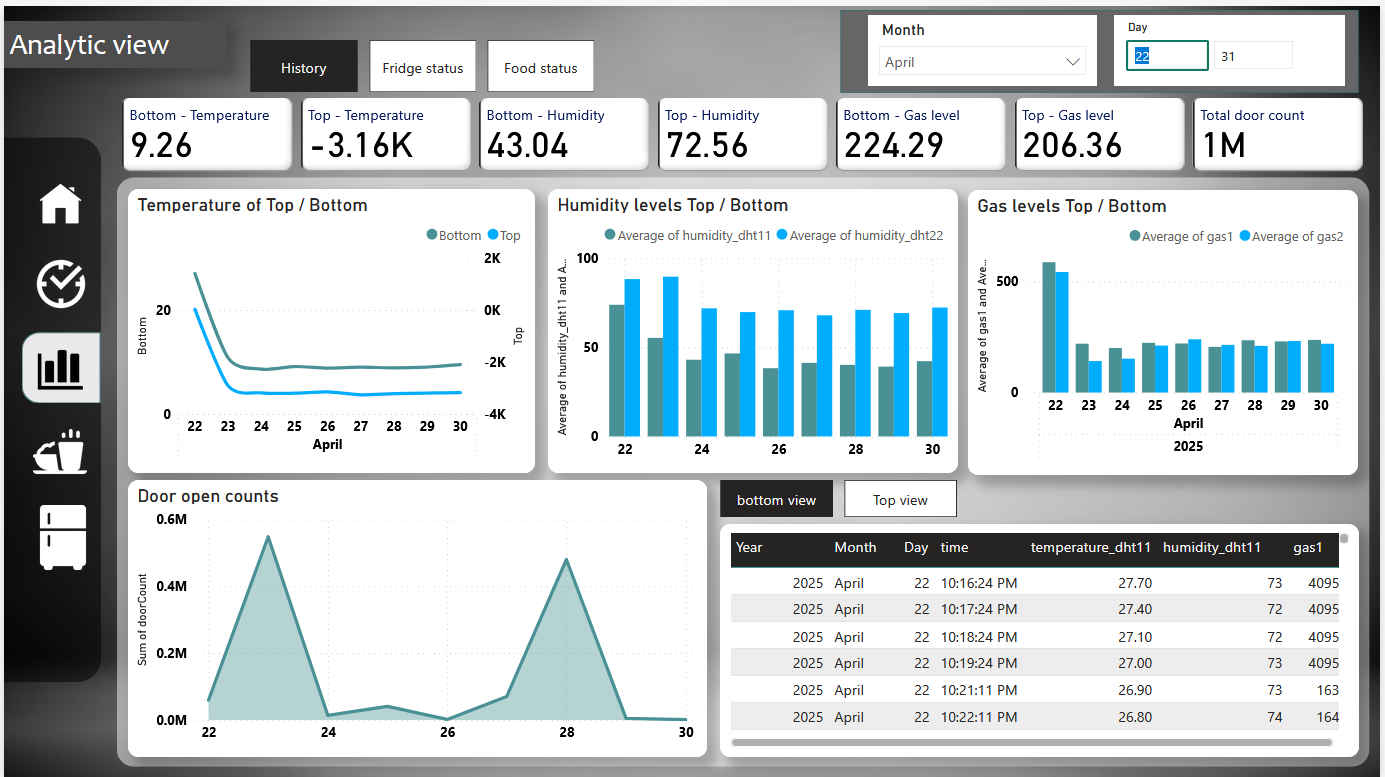 Analytic view
History
Fridge status
Food status
Month
April
Day
22
31
Bottom - Temperature
9.26
Top - Temperature
-3.16K
Bottom - Humidity
43.04
Top - Humidity
72.56
Bottom - Gas level
224.29
Top - Gas level
206.36
Total door count
1M
Temperature of Top / Bottom
Bottom Top
Bottom
20
0
2K
0K
-2K
-4K
Top
22 23 24 25 26 27 28 29 30
April
Humidity levels Top / Bottom
Average of humidity_dht11 Average of humidity_dht22
Average of humidity_dht11 and A...
100
50
0
22 24 26 28 30
Gas levels Top / Bottom
Average of gas1 Average of gas2
Average of gas1 and Ave...
500
0
22 23 24 25 26 27 28 29 30
April
2025
Door open counts
Sum of doorCount
0.6M
0.4M
0.2M
0.0M
22 24 26 28 30
bottom view
Top view
Year Month Day time temperature_dht11 humidity_dht11 gas1
2025 April 22 10:16:24 PM 27.70 73 4095
2025 April 22 10:17:24 PM 27.40 72 4095
2025 April 22 10:18:24 PM 27.10 72 4095
2025 April 22 10:19:24 PM 27.00 73 4095
2025 April 22 10:21:11 PM 26.90 73 163
2025 April 22 10:22:11 PM 26.80 74 164